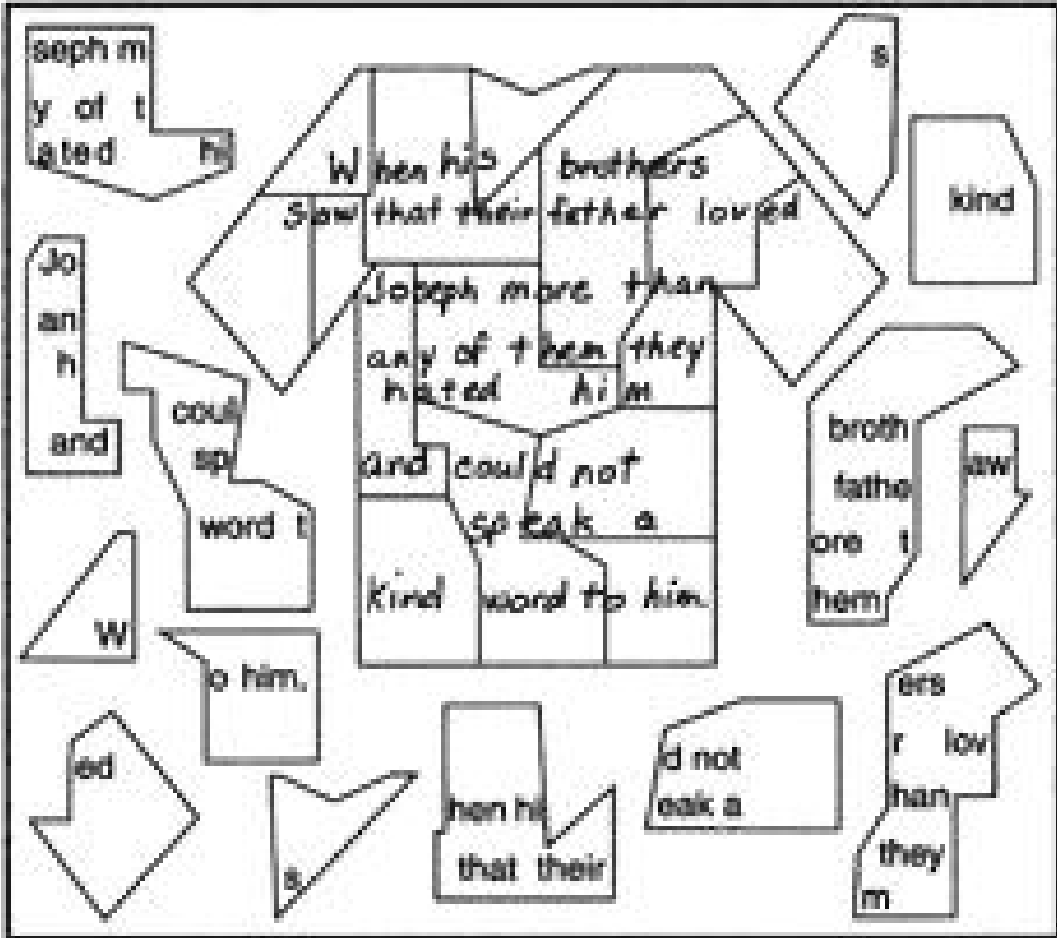 seph m
y of t
ated hi
s
kind
When his brothers
saw that their father loved
Joseph more than
any of them they
hated him
and could not
speak a
kind word to him.
Jo
an
h
and
coul
sp
word t
broth
fathe
ore t
hem
aw
W
o him.
ed
s
hen hi
that their
d not
eak a
ers
r lov
han
they
m